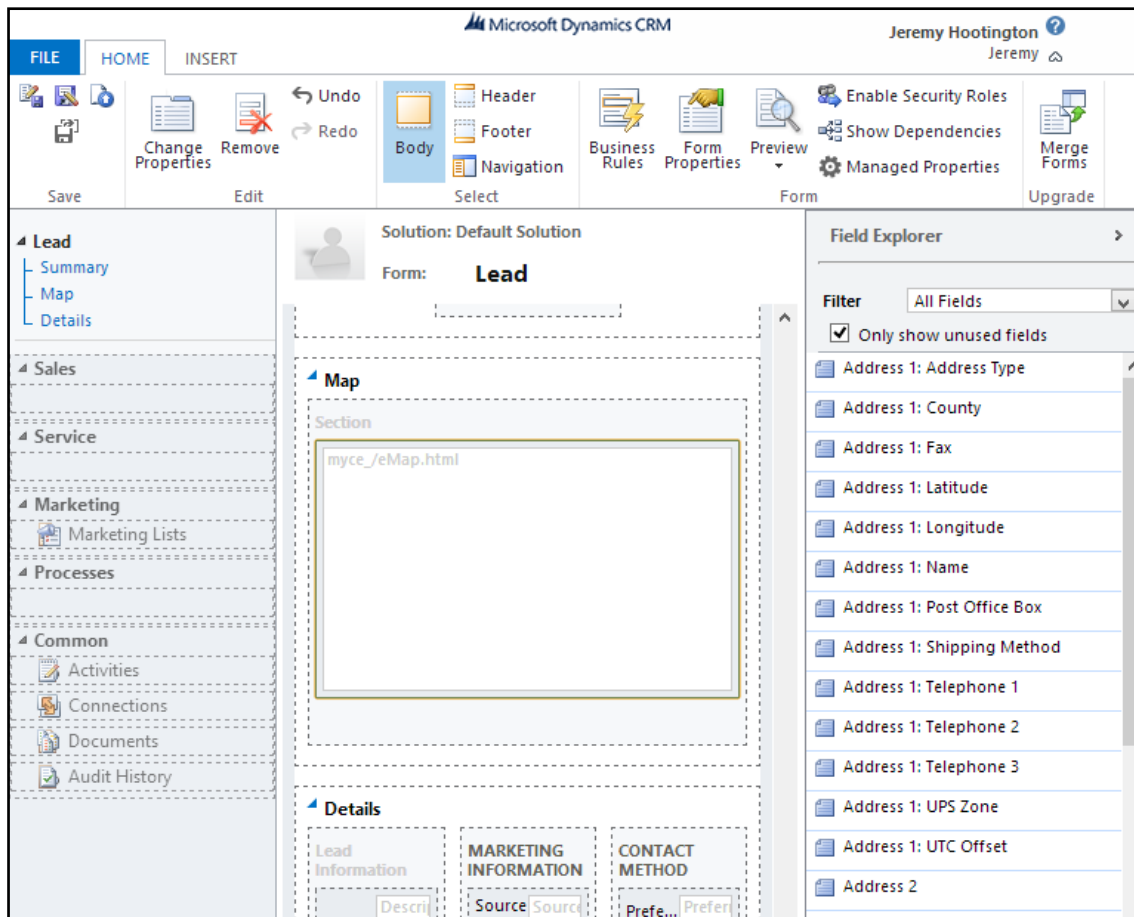 Microsoft Dynamics CRM
Jeremy Hootington
Jeremy
FILE
HOME
INSERT
Change
Properties
Remove
Undo
Redo
Body
Header
Footer
Navigation
Business
Rules
Form
Properties
Preview
Enable Security Roles
Show Dependencies
Managed Properties
Merge
Forms
Save
Edit
Select
Form
Upgrade
Lead
Summary
Map
Details
Sales
Service
Marketing
Marketing Lists
Processes
Common
Activities
Connections
Documents
Audit History
Solution: Default Solution
Form: Lead
Map
Section
myce_/eMap.html
Details
Lead
Information
Descri
MARKETING
INFORMATION
Source Sourc
CONTACT
METHOD
Prefe... Prefer
Field Explorer
Filter All Fields
Only show unused fields
Address 1: Address Type
Address 1: County
Address 1: Fax
Address 1: Latitude
Address 1: Longitude
Address 1: Name
Address 1: Post Office Box
Address 1: Shipping Method
Address 1: Telephone 1
Address 1: Telephone 2
Address 1: Telephone 3
Address 1: UPS Zone
Address 1: UTC Offset
Address 2